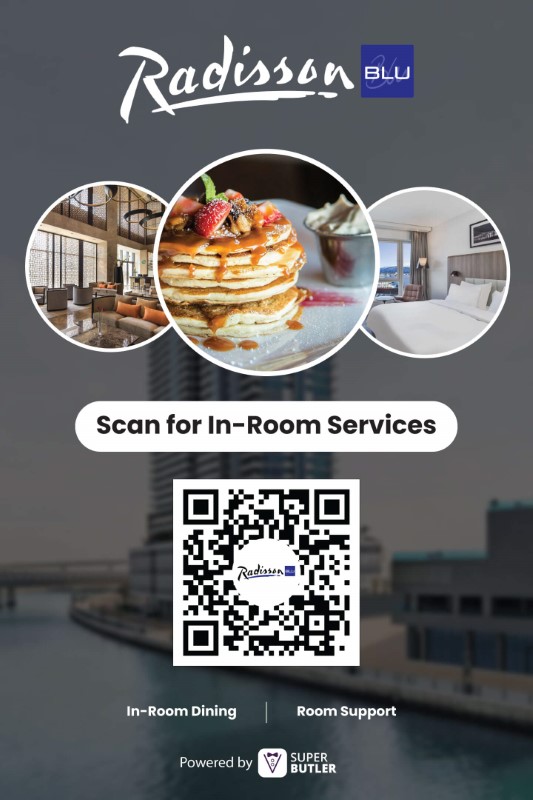 Radisson BLU
Scan for In-Room Services
Radisson BLU
In-Room Dining | Room Support
Powered by SUPER
BUTLER